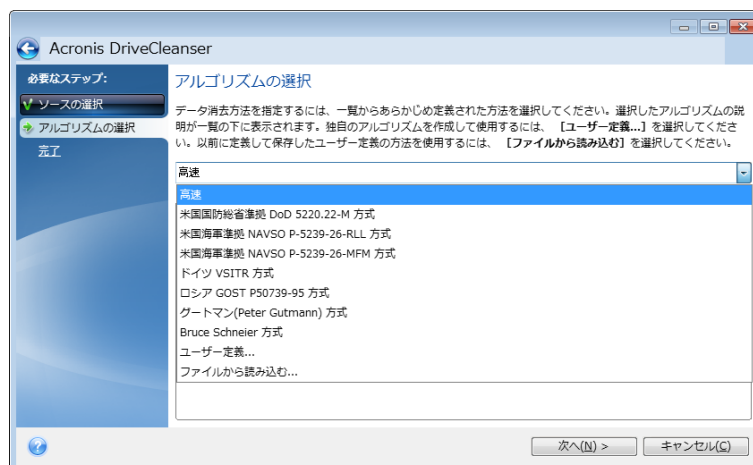 Acronis DriveCleanser
必要なステップ:
ソースの選択
アルゴリズムの選択
完了
アルゴリズムの選択
データ消去方法を指定するには、一覧からあらかじめ定義された方法を選択してください。選択したアルゴリズムの説
明が一覧の下に表示されます。独自のアルゴリズムを作成して使用するには、［ユーザー定義...］を選択してくださ
い。以前に定義して保存したユーザー定義の方法を使用するには、［ファイルから読み込む］を選択してください。
高速
高速
米国国防総省準拠 DoD 5220.22-M 方式
米国海軍準拠 NAVSO P-5239-26-RLL 方式
米国海軍準拠 NAVSO P-5239-26-MFM 方式
ドイツ VSITR 方式
ロシア GOST P50739-95 方式
グートマン(Peter Gutmann) 方式
Bruce Schneier 方式
ユーザー定義...
ファイルから読み込む...
次へ(N) >
キャンセル(C)